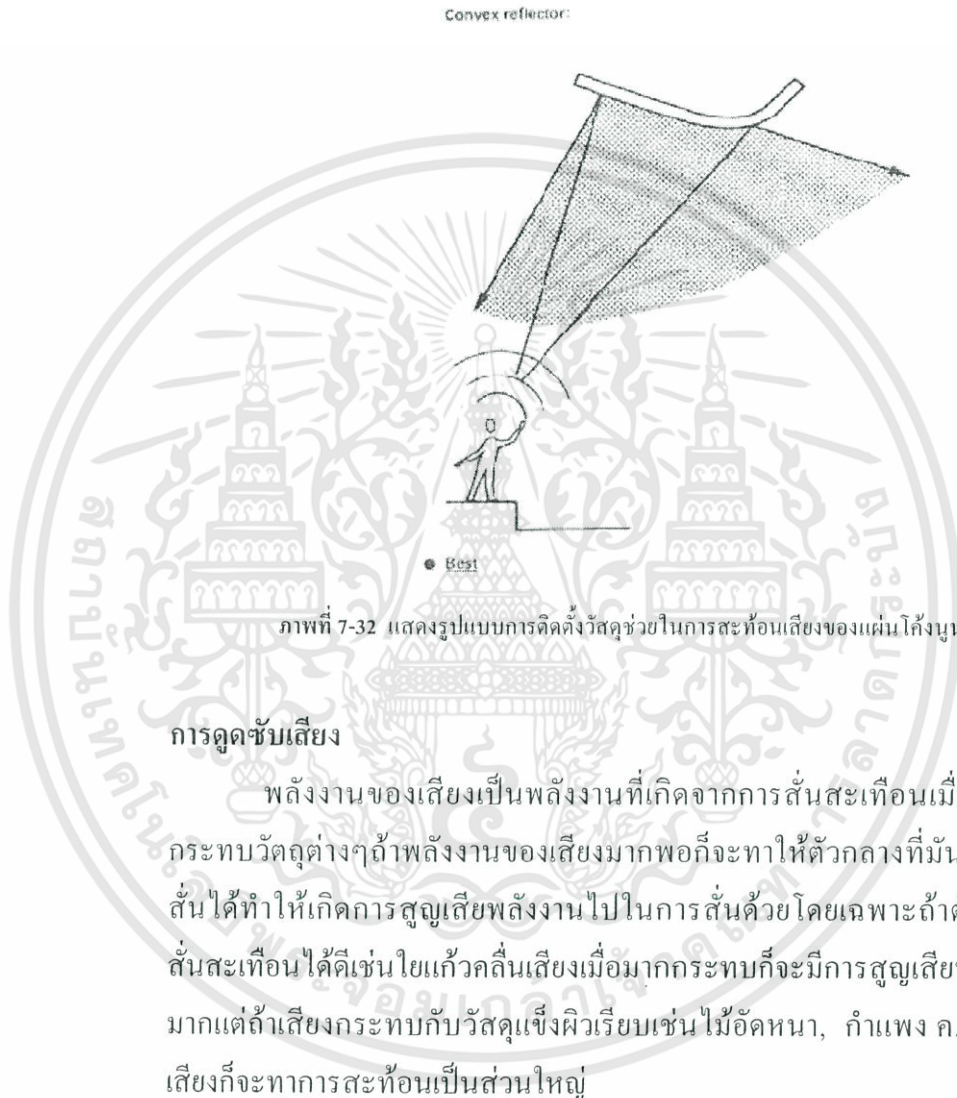 Convex reflector:
Best
ภาพที่ 7-32 แสดงรูปแบบการติดตั้งวัสดุช่วยในการสะท้อนเสียงของแผ่นโค้งนูน
การดูดซับเสียง
พลังงานของเสียงเป็นพลังงานที่เกิดจากการสั่นสะเทือนเมื่
กระทบวัตถุต่างๆถ้าพลังงานของเสียงมากพอก็จะทาให้ตัวกลางที่มัน
สั่นได้ทำให้เกิดการสูญเสียพลังงานไปในการสั่นด้วยโดยเฉพาะถ้าต
สั่นสะเทือนได้ดีเช่นใยแก้วคลื่นเสียงเมื่อมากกระทบก็จะมีการสูญเสีย
มากแต่ถ้าเสียงกระทบกับวัสดุแข็งผิวเรียบเช่นไม้อัดหนา, กำแพง ค.
เสียงก็จะทาการสะท้อนเป็นส่วนใหญ่